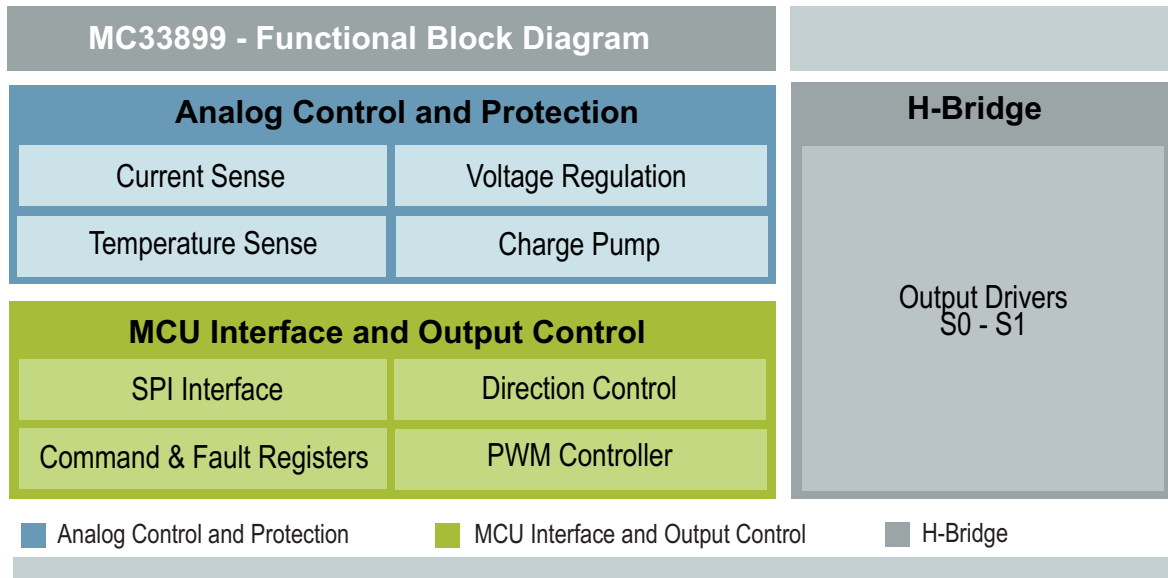 MC33899 - Functional Block Diagram
Analog Control and Protection
Current Sense
Voltage Regulation
Temperature Sense
Charge Pump
MCU Interface and Output Control
SPI Interface
Direction Control
Command & Fault Registers
PWM Controller
H-Bridge
Output Drivers
S0 - S1
Analog Control and Protection
MCU Interface and Output Control
H-Bridge